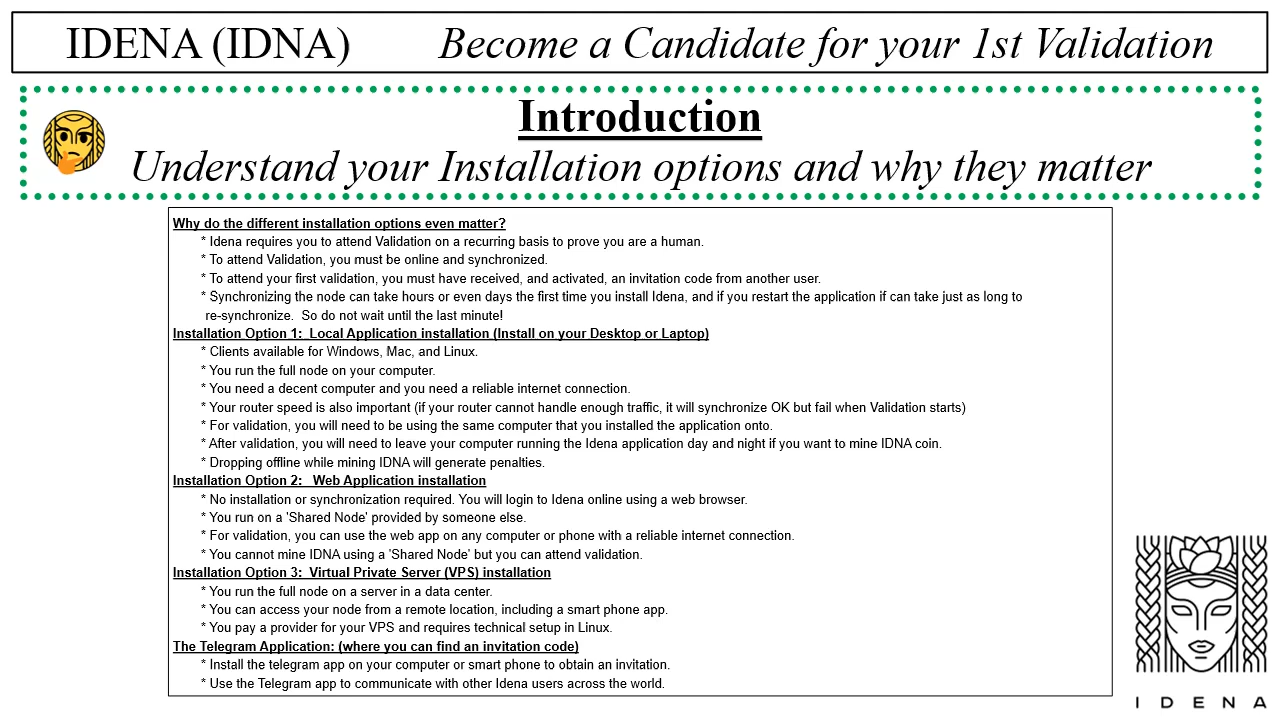 IDENA (IDNA) Become a Candidate for your 1st Validation
Introduction
Understand your Installation options and why they matter
Why do the different installation options even matter?
* Idena requires you to attend Validation on a recurring basis to prove you are a human.
* To attend Validation, you must be online and synchronized.
* To attend your first validation, you must have received, and activated, an invitation code from another user.
* Synchronizing the node can take hours or even days the first time you install Idena, and if you restart the application if can take just as long to
re-synchronize. So do not wait until the last minute!
Installation Option 1: Local Application installation (Install on your Desktop or Laptop)
* Clients available for Windows, Mac, and Linux.
* You run the full node on your computer.
* You need a decent computer and you need a reliable internet connection.
* Your router speed is also important (if your router cannot handle enough traffic, it will synchronize OK but fail when Validation starts)
* For validation, you will need to be using the same computer that you installed the application onto.
* After validation, you will need to leave your computer running the Idena application day and night if you want to mine IDNA coin.
* Dropping offline while mining IDNA will generate penalties.
Installation Option 2: Web Application installation
* No installation or synchronization required. You will login to Idena online using a web browser.
* You run on a 'Shared Node' provided by someone else.
* For validation, you can use the web app on any computer or phone with a reliable internet connection.
* You cannot mine IDNA using a 'Shared Node' but you can attend validation.
Installation Option 3: Virtual Private Server (VPS) installation
* You run the full node on a server in a data center.
* You can access your node from a remote location, including a smart phone app.
* You pay a provider for your VPS and requires technical setup in Linux.
The Telegram Application: (where you can find an invitation code)
* Install the telegram app on your computer or smart phone to obtain an invitation.
* Use the Telegram app to communicate with other Idena users across the world.
IDENA